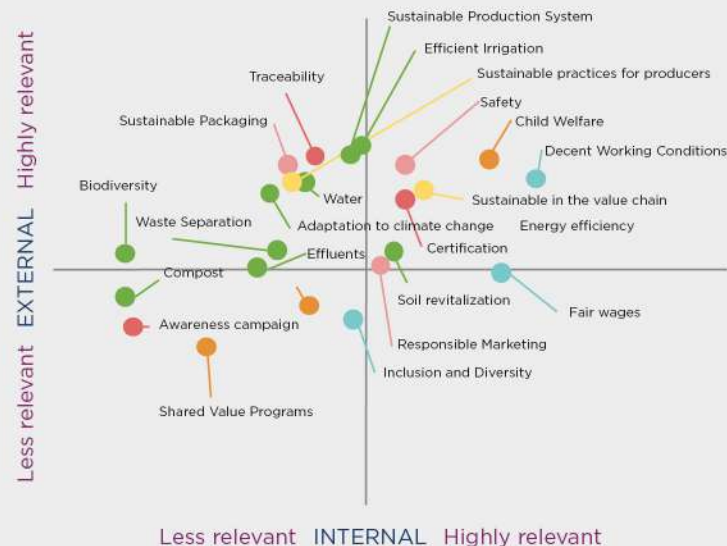 Sustainable Production System
Efficient Irrigation
Traceability
Sustainable practices for producers
Safety
Sustainable Packaging
Child Welfare
Decent Working Conditions
Biodiversity
Water
Sustainable in the value chain
Waste Separation
Adaptation to climate change
Energy efficiency
Effluents
Certification
Compost
Soil revitalization
Fair wages
Awareness campaign
Responsible Marketing
Inclusion and Diversity
Shared Value Programs
Less relevant EXTERNAL Highly relevant
Less relevant INTERNAL Highly relevant